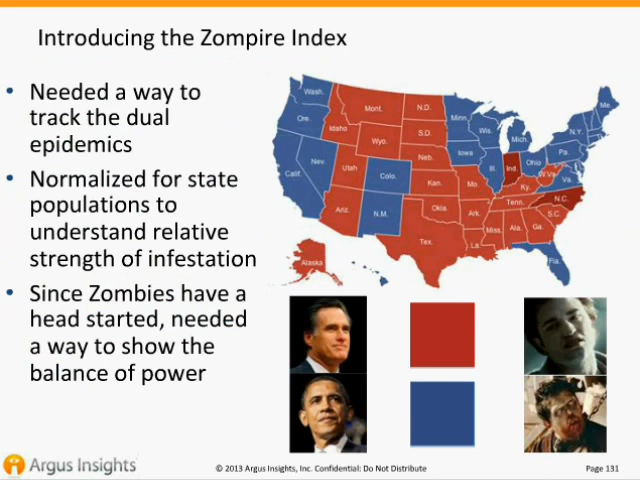 Introducing the Zompire Index
• Needed a way to
track the dual
epidemics
• Normalized for state
populations to
understand relative
strength of infestation
• Since Zombies have a
head started, needed
a way to show the
balance of power
Wash.
Ore.
Calif.
Nev.
Idaho
Mont.
Wyo.
Utah
Colo.
Ariz.
N.M.
N.D.
S.D.
Neb.
Kan.
Okla.
Tex.
Minn.
Iowa
Mo.
Ark.
La.
Wis.
Ill.
Mich.
Ind.
Ohio
Ky.
Tenn.
Miss.
Ala.
Ga.
Fla.
S.C.
N.C.
Va.
W.Va.
Pa.
N.Y.
Me.
Alaska
Argus Insights
© 2013 Argus Insights, Inc. Confidential: Do Not Distribute
Page 131